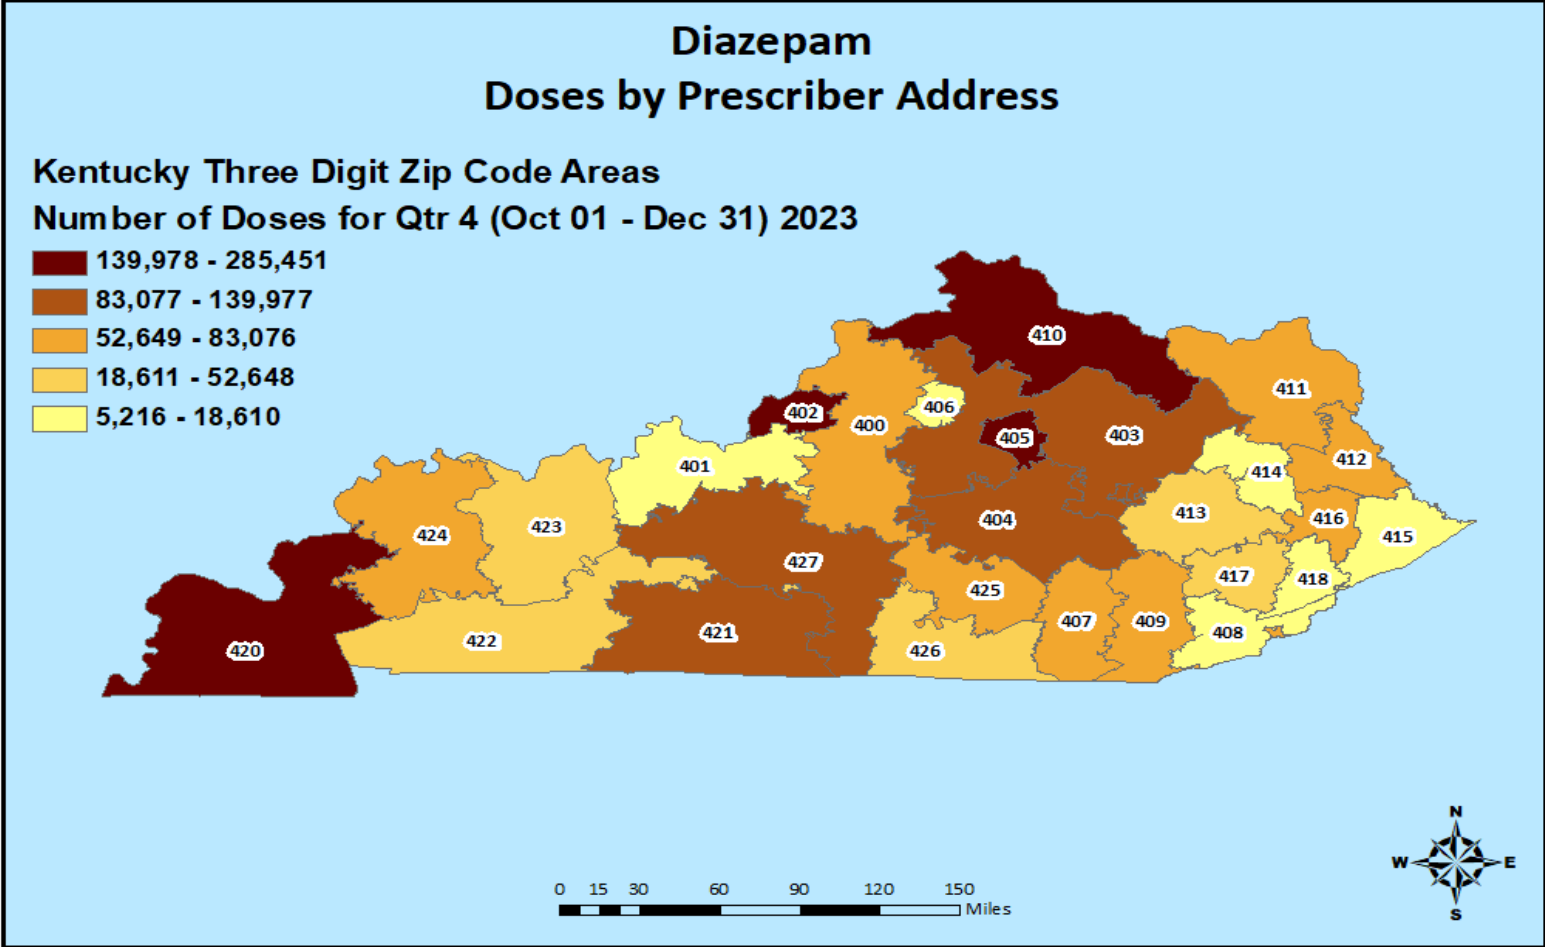 Diazepam
Doses by Prescriber Address
Kentucky Three Digit Zip Code Areas
Number of Doses for Qtr 4 (Oct 01 - Dec 31) 2023
139,978 - 285,451
83,077 - 139,977
52,649 - 83,076
18,611 - 52,648
5,216 - 18,610
410
411
402
406
400
405
403
412
401
414
413
404
416
423
424
415
427
417
418
425
407
409
421
408
422
420
426
N
W E
S
0 15 30 60 90 120 150
Miles